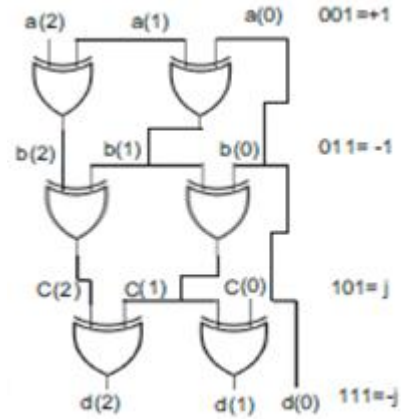 a(2) a(1) a(0) 001=+1
b(2) b(1) b(0) 011= -1
C(2) C(1) C(0) 101= j
d(2) d(1) d(0) 111=-j